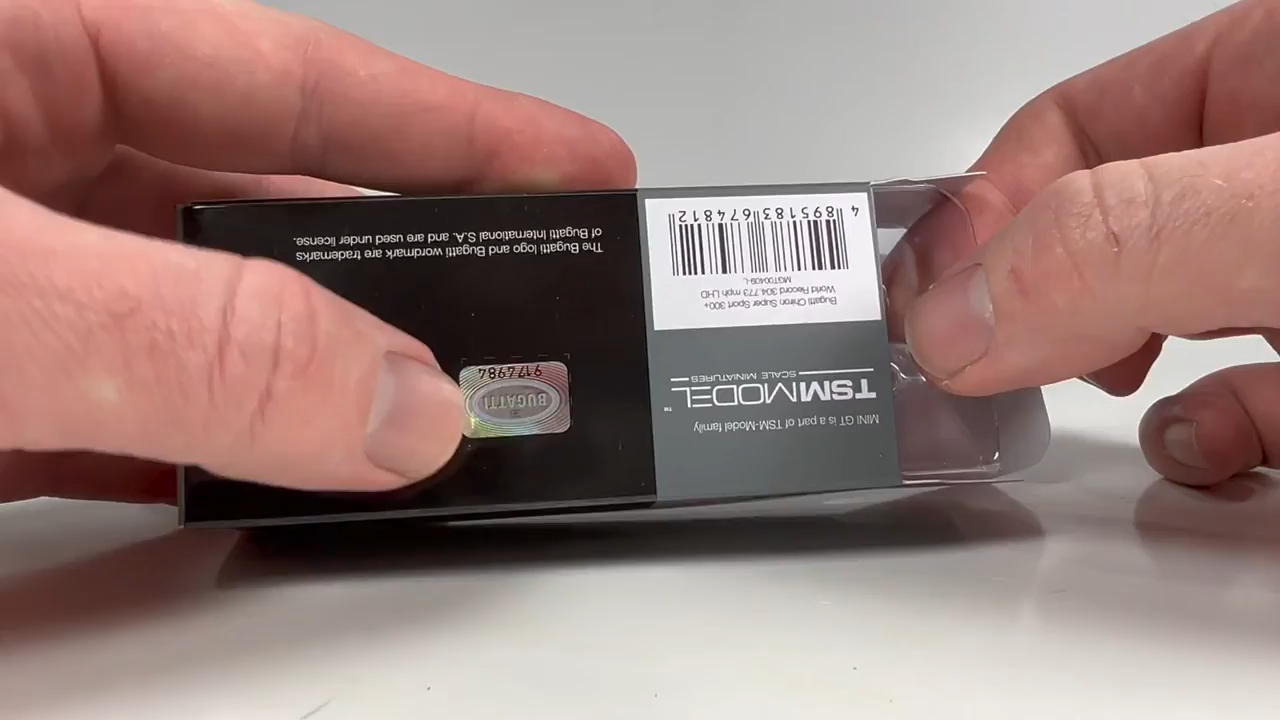 MINI GT is a part of TSM-Model family
TSMMODEL™
SCALE MINIATURES
Bugatti Chiron Super Sport 300+
World Record 304.773 mph LHD
MGT00409-L
4 895183 674812
BUGATTI
9174984
The Bugatti logo and Bugatti wordmark are trademarks
of Bugatti International S.A. and are used under license.